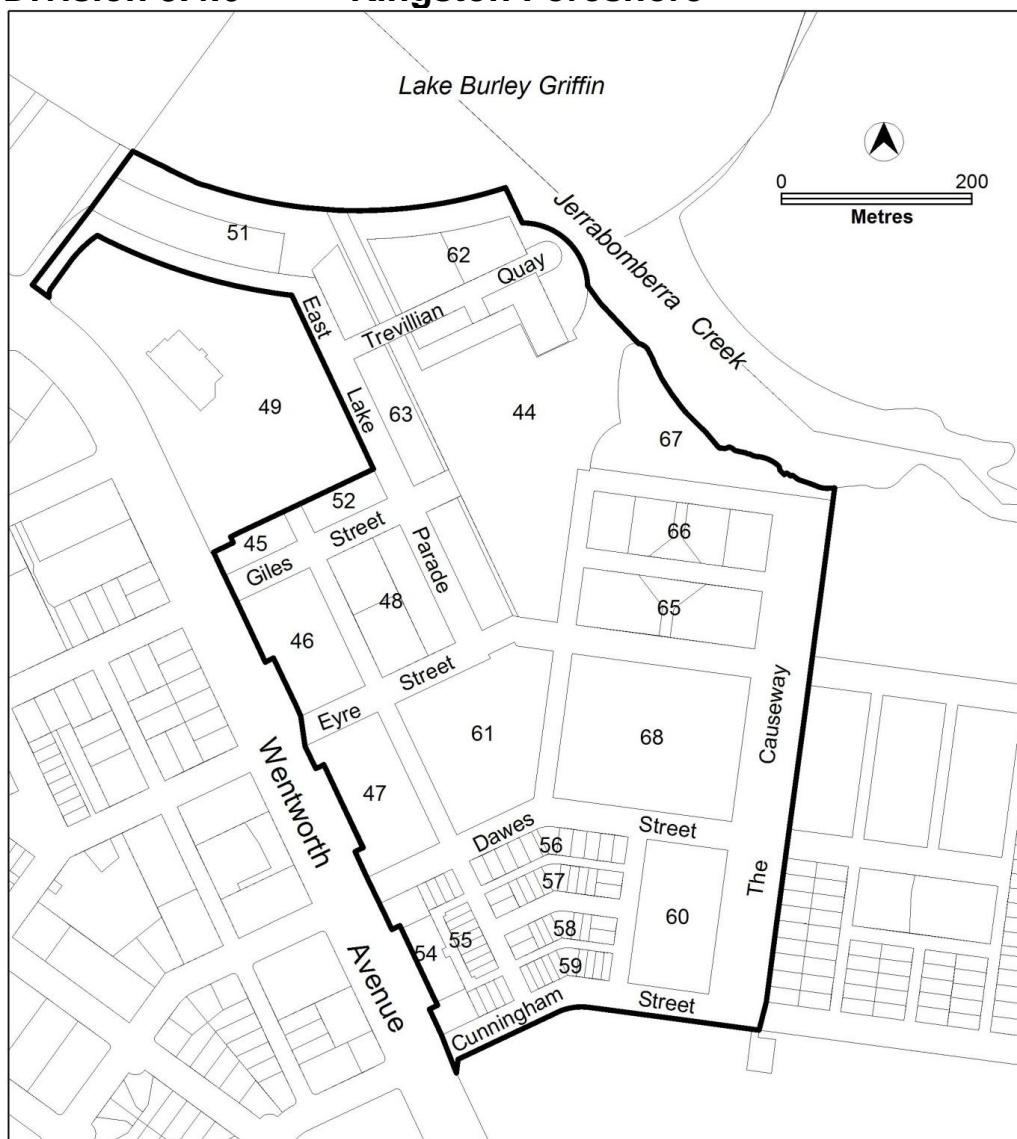 Division
Kingston Foreshore
Lake Burley Griffin
0 200
Metres
Jerrabomberra Creek
51
62
Quay
Trevillian
East Lake Parade
49
63
44
67
52
45
Giles Street
66
48
65
46
Eyre Street
61
68
47
Wentworth Avenue
The Causeway
Dawes Street
56
57
60
58
55
54
59
Cunningham Street